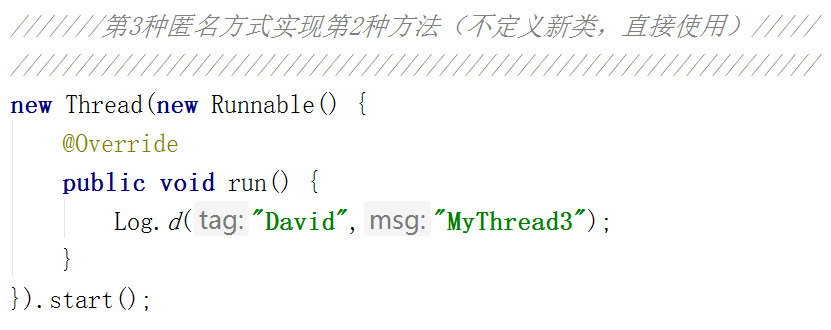 ///////第3种匿名方式实现第2种方法（不定义新类，直接使用）/////
//////////////////////////////////////////////////////////////
new Thread(new Runnable() {
    @Override
    public void run() {
        Log.d(tag:"David",msg:"MyThread3");
    }
}).start();